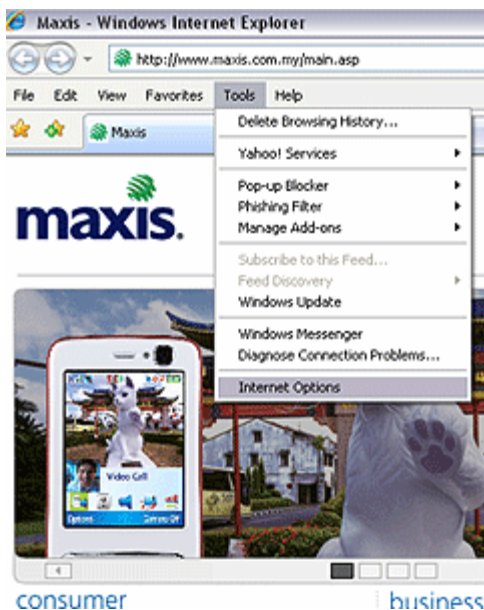 Maxis - Windows Internet Explorer
http://www.maxis.com.my/main.asp
File Edit View Favorites Tools Help
Maxis
Delete Browsing History...
Yahoo! Services
Pop-up Blocker
Phishing Filter
Manage Add-ons
Subscribe to this Feed...
Feed Discovery
Windows Update
Windows Messenger
Diagnose Connection Problems...
Internet Options
maxis.
Video Call
Options
consumer
business